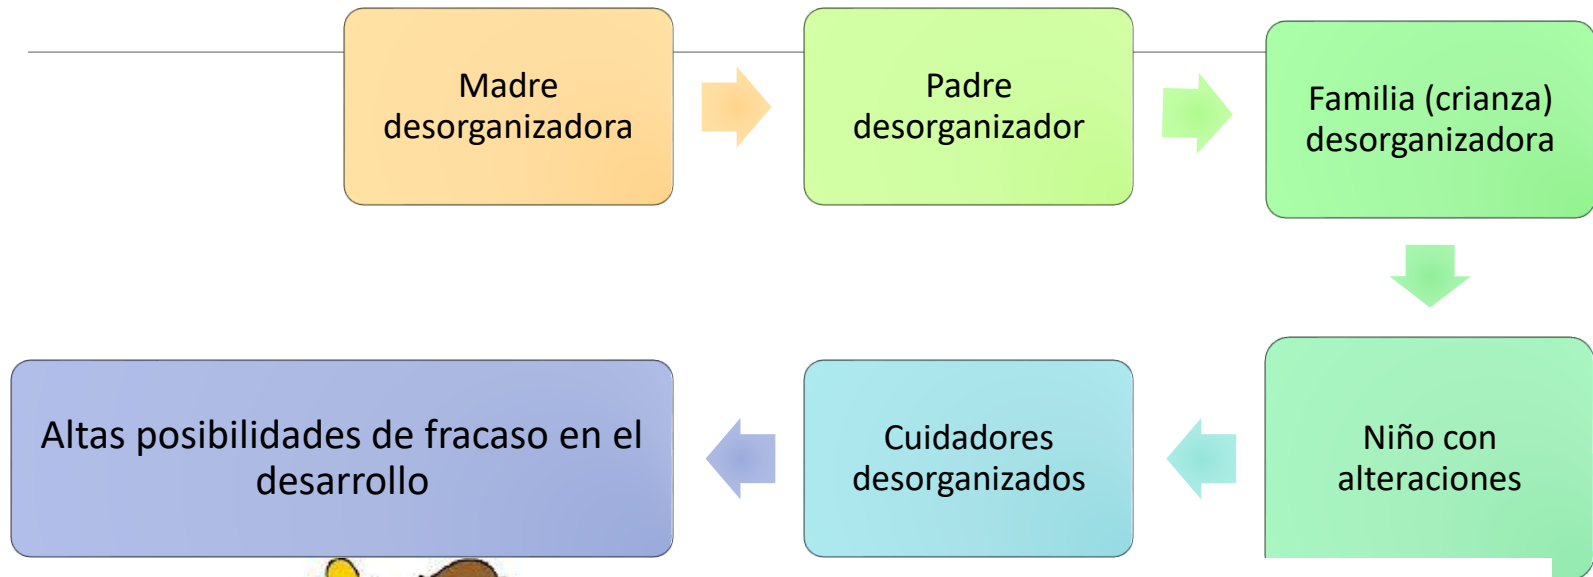 Madre
desorganizadora
Padre
desorganizador
Familia (crianza)
desorganizadora
Niño con
alteraciones
Cuidadores
desorganizados
Altas posibilidades de fracaso en el
desarrollo